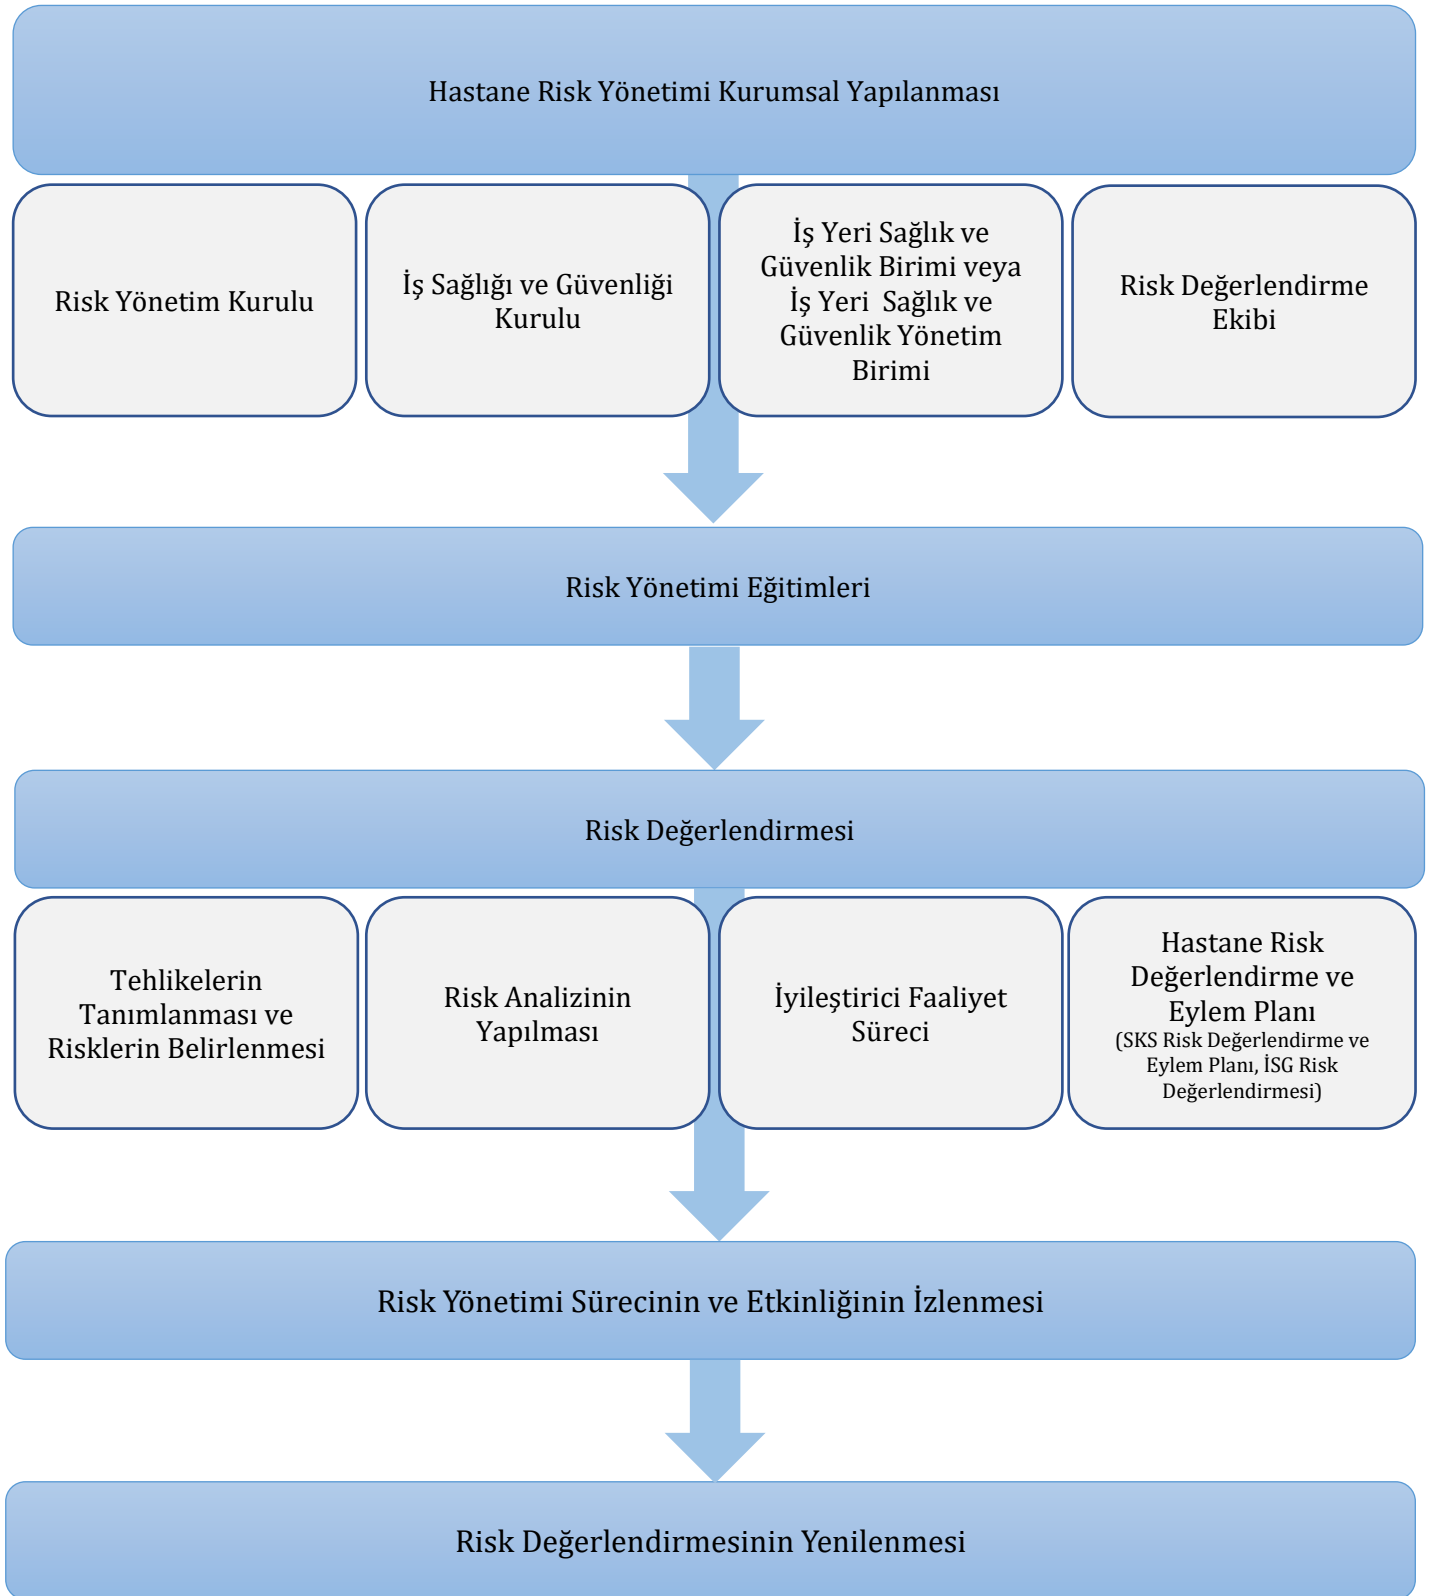 Hastane Risk Yönetimi Kurumsal Yapılanması
Risk Yönetim Kurulu
İş Sağlığı ve Güvenliği
Kurulu
İş Yeri Sağlık ve
Güvenlik Birimi veya
İş Yeri Sağlık ve
Güvenlik Yönetim
Birimi
Risk Değerlendirme
Ekibi
Risk Yönetimi Eğitimleri
Risk Değerlendirmesi
Tehlikelerin
Tanımlanması ve
Risklerin Belirlenmesi
Risk Analizinin
Yapılması
İyileştirici Faaliyet
Süreci
Hastane Risk
Değerlendirme ve
Eylem Planı
(SKS Risk Değerlendirme ve
Eylem Planı, İSG Risk
Değerlendirmesi)
Risk Yönetimi Sürecinin ve Etkinliğinin İzlenmesi
Risk Değerlendirmesinin Yenilenmesi